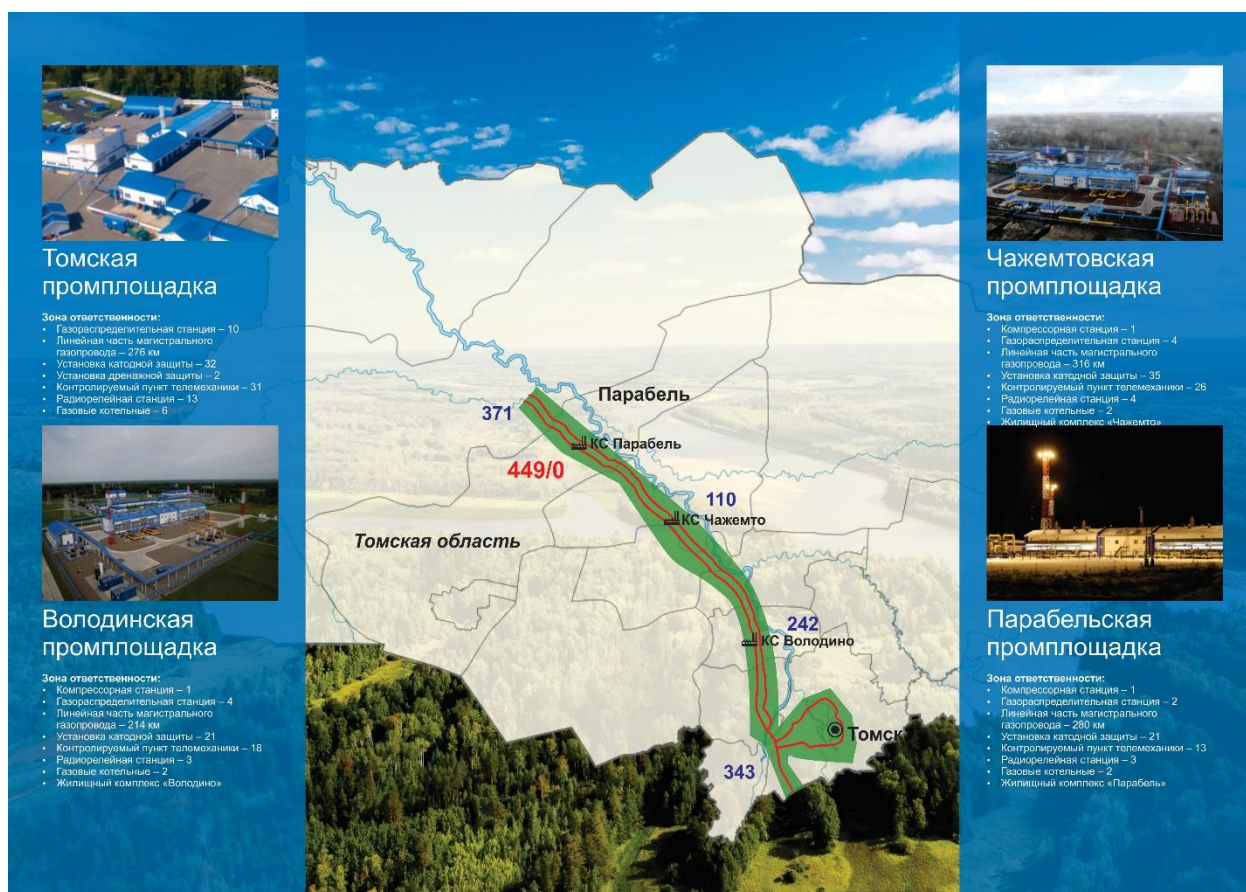 Томская
промплощадка
Зона ответственности:
• Газораспределительная станция – 10
• Линейная часть магистрального
газопровода – 276 км
• Установка катодной защиты – 32
• Установка дренажной защиты – 2
• Контролируемый пункт телемеханики – 31
• Радиорелейная станция – 13
• Газовые котельные – 6
Володинская
промплощадка
Зона ответственности:
• Компрессорная станция – 1
• Газораспределительная станция – 4
• Линейная часть магистрального
газопровода – 214 км
• Установка катодной защиты – 21
• Контролируемый пункт телемеханики – 18
• Радиорелейная станция – 3
• Газовые котельные – 2
• Жилищный комплекс «Володино»
Парабель
371
КС Парабель
449/0
110
КС Чажемто
Томская область
242
КС Володино
Томск
343
Чажемтовская
промплощадка
Зона ответственности:
• Компрессорная станция – 1
• Газораспределительная станция – 4
• Линейная часть магистрального
газопровода – 316 км
• Установка катодной защиты – 35
• Контролируемый пункт телемеханики – 26
• Радиорелейная станция – 4
• Газовые котельные – 2
• Жилищный комплекс «Чажемто»
Парабельская
промплощадка
Зона ответственности:
• Компрессорная станция – 1
• Газораспределительная станция – 2
• Линейная часть магистрального
газопровода – 280 км
• Установка катодной защиты – 21
• Контролируемый пункт телемеханики – 13
• Радиорелейная станция – 3
• Газовые котельные – 2
• Жилищный комплекс «Парабель»